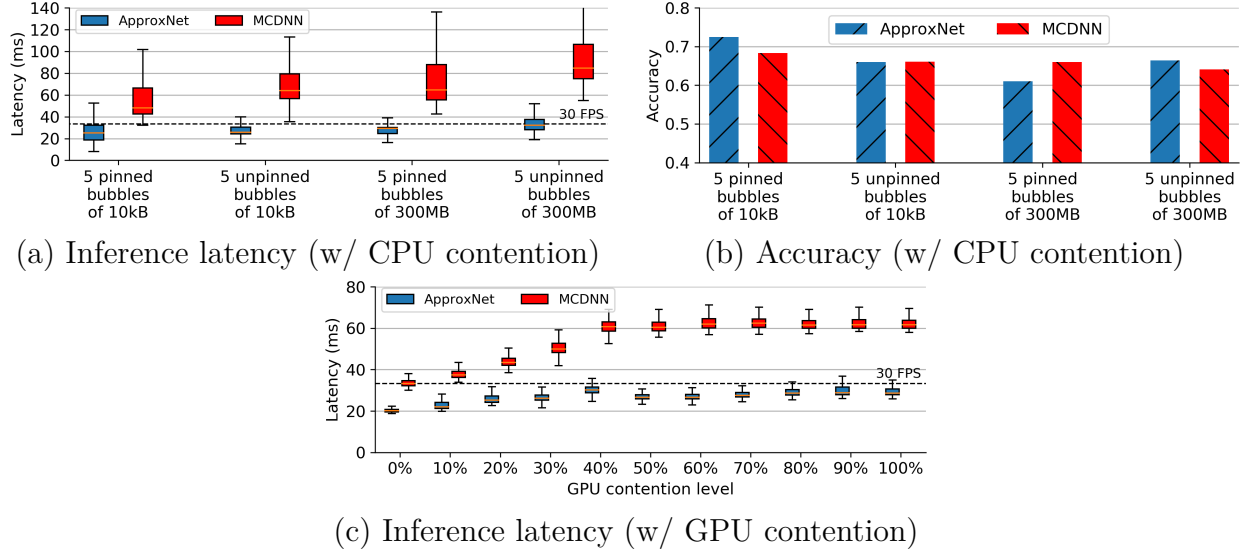 140
120
100
80
60
40
20
0
Latency (ms)
ApproxNet
MCDNN
30 FPS
5 pinned
bubbles
of 10kB
5 unpinned
bubbles
of 10kB
5 pinned
bubbles
of 300MB
5 unpinned
bubbles
of 300MB
(a) Inference latency (w/ CPU contention)
0.8
0.7
0.6
0.5
0.4
Accuracy
ApproxNet
MCDNN
5 pinned
bubbles
of 10kB
5 unpinned
bubbles
of 10kB
5 pinned
bubbles
of 300MB
5 unpinned
bubbles
of 300MB
(b) Accuracy (w/ CPU contention)
80
60
40
20
0
Latency (ms)
ApproxNet
MCDNN
30 FPS
0% 10% 20% 30% 40% 50% 60% 70% 80% 90% 100%
GPU contention level
(c) Inference latency (w/ GPU contention)